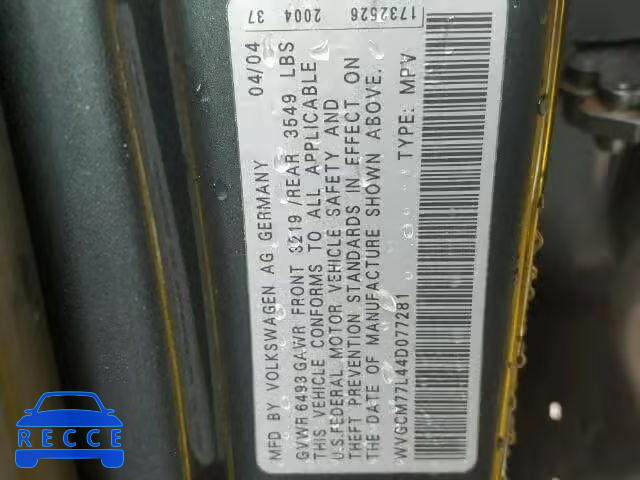 37 2004 1732526
MFD BY VOLKSWAGEN AG GERMANY 04/04
GVWR 6493 GAWR FRONT 3219 /REAR 3549 LBS
THIS VEHICLE CONFORMS TO ALL APPLICABLE
U.S.FEDERAL MOTOR VEHICLE SAFETY AND
THEFT PREVENTION STANDARDS IN EFFECT ON
THE DATE OF MANUFACTURE SHOWN ABOVE.
WVGCM77L44D077281 TYPE: MPV
RECCE